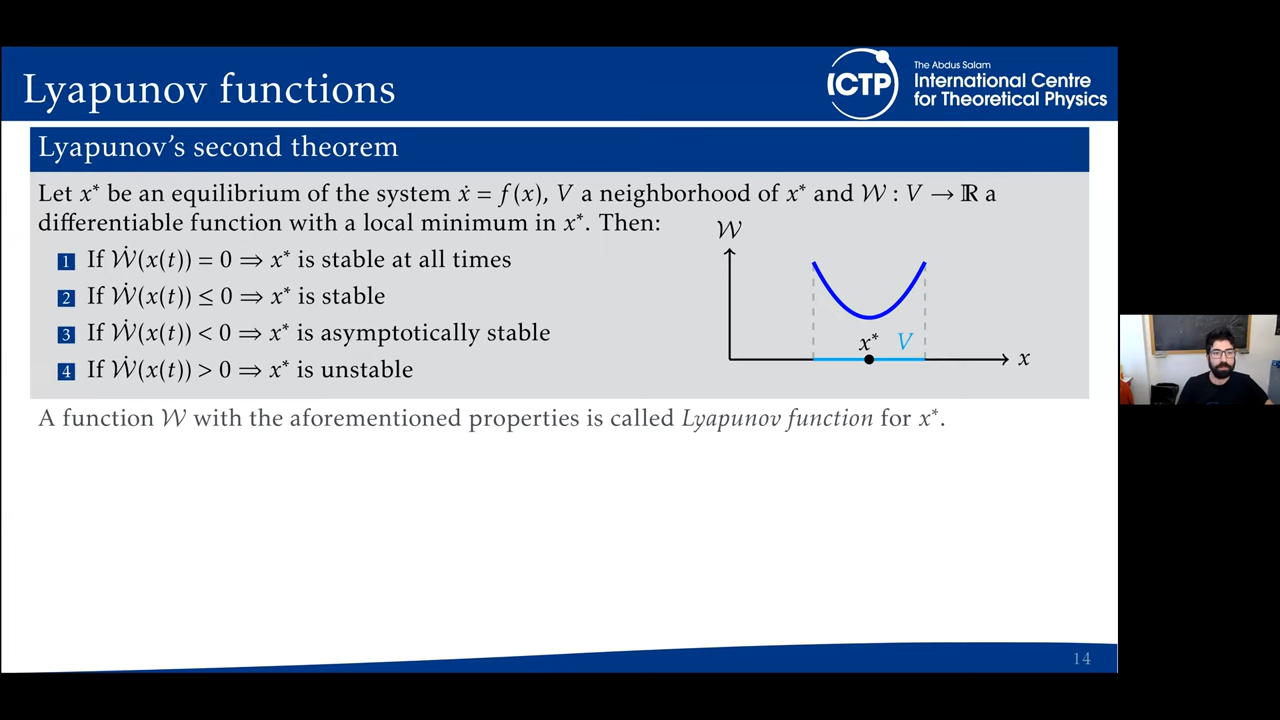 Lyapunov functions
ICTP
The Abdus Salam
International Centre
for Theoretical Physics
Lyapunov's second theorem
Let x* be an equilibrium of the system ẋ = f(x), V a neighborhood of x* and 𝒲 : V → ℝ a
differentiable function with a local minimum in x*. Then:
1 If 𝒲̇(x(t)) = 0 ⇒ x* is stable at all times
2 If 𝒲̇(x(t)) ≤ 0 ⇒ x* is stable
3 If 𝒲̇(x(t)) < 0 ⇒ x* is asymptotically stable
4 If 𝒲̇(x(t)) > 0 ⇒ x* is unstable
𝒲
x* V
x
A function 𝒲 with the aforementioned properties is called Lyapunov function for x*.
14